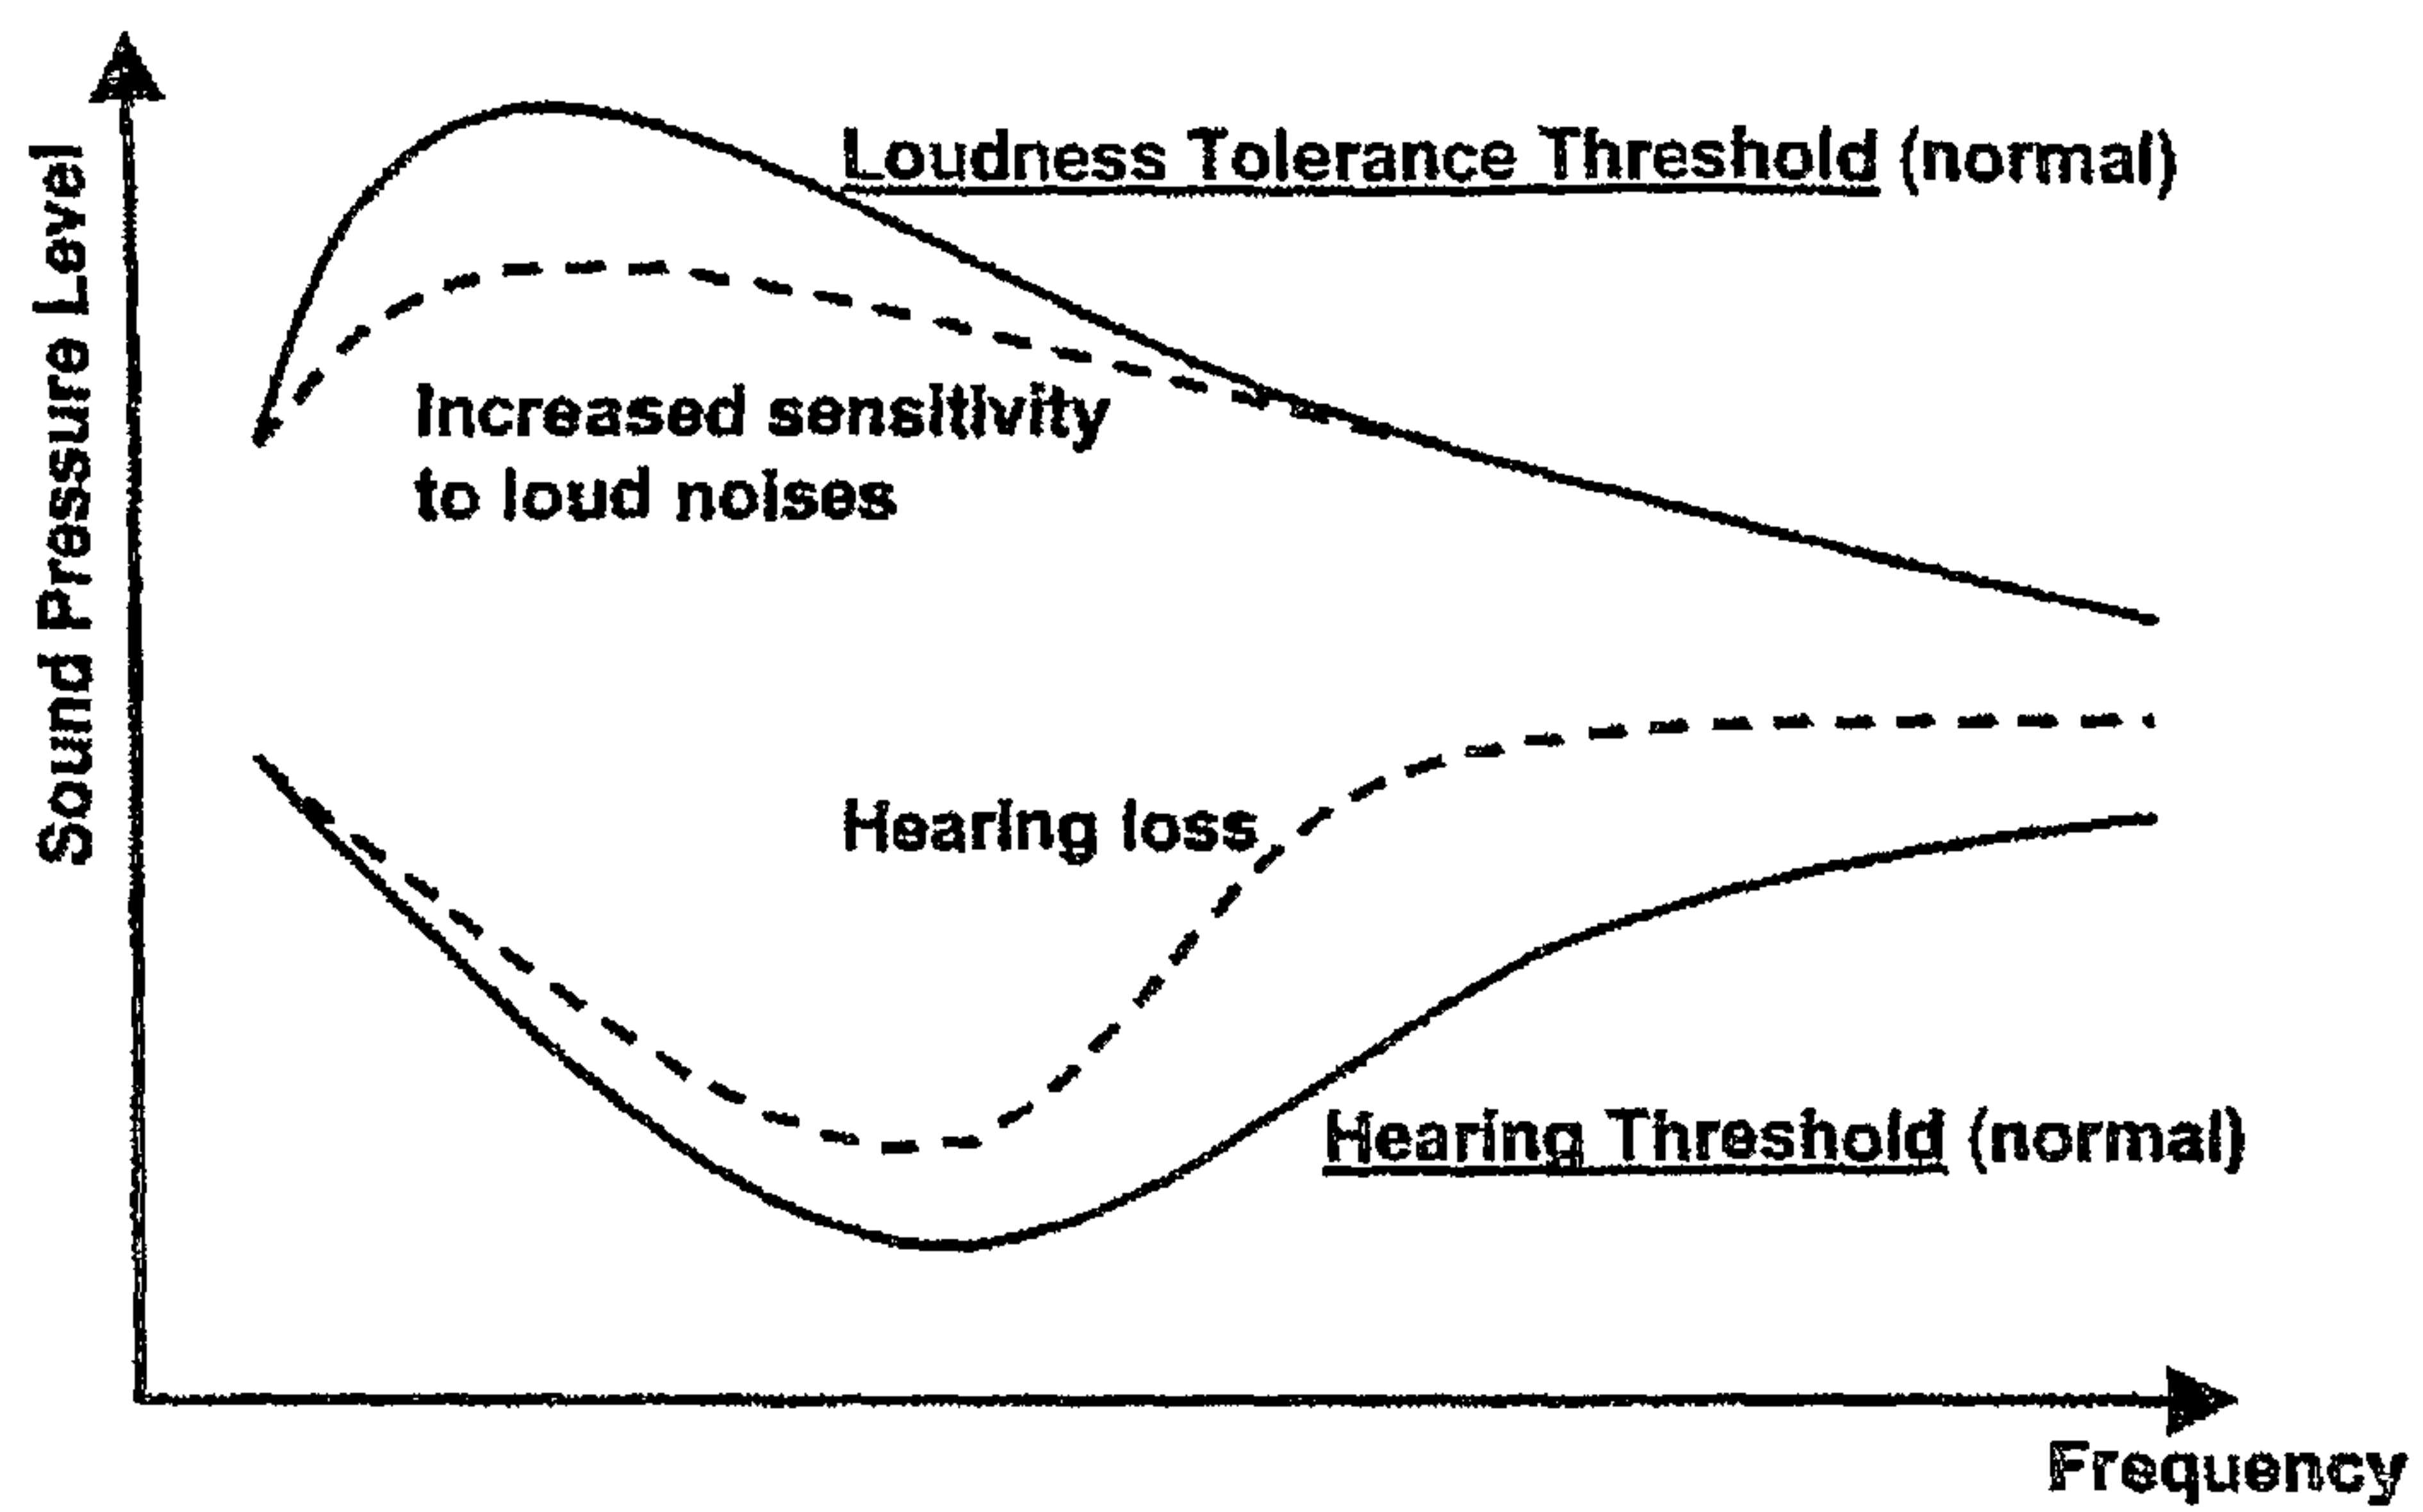 Sound Pressure Level
Loudness Tolerance Threshold (normal)
Increased sensitivity
to loud noises
Hearing loss
Hearing Threshold (normal)
Frequency